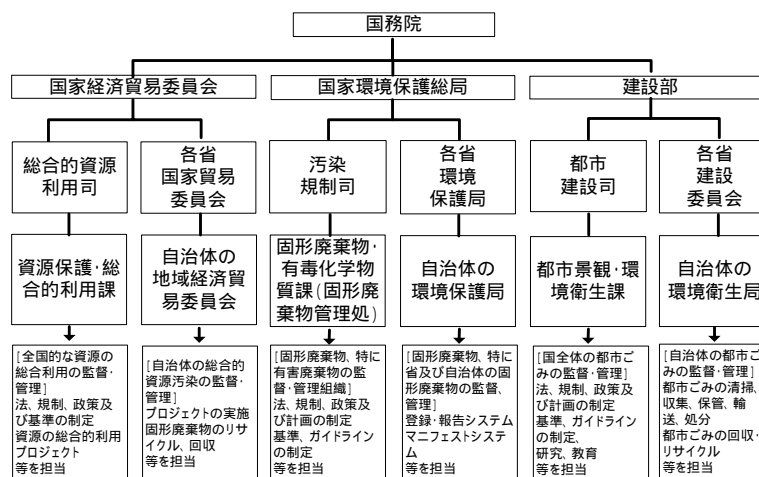 国務院
国家経済貿易委員会
国家環境保護総局
建設部
総合的資源
利用司
各省
国家貿易
委員会
汚染
規制司
各省
環境
保護局
都市
建設司
各省
建設
委員会
資源保護・総
合的利用課
自治体の
地域経済貿
易委員会
固形廃棄物・
有毒化学物
質課(固形廃
棄物管理処)
自治体の
環境保護局
都市景観・環
境衛生課
自治体の
環境衛生局
[全国的な資源の
総合利用の監督・
管理]
法、規制、政策及
び基準の制定
資源の総合的利用
プロジェクト
等を担当
[自治体の総合的
資源汚染の監督・
管理]
プロジェクトの実施
固形廃棄物のリサ
イクル、回収
等を担当
[固形廃棄物、特に
有害廃棄物の監
督・管理組織]
法、規制、政策及
び計画の制定
基準、ガイドライン
の制定
等を担当
[固形廃棄物、特に
省及び自治体の固
形廃棄物の監督、
管理]
登録・報告システム
マニフェストシステ
ム
等を担当
[国全体の都市ごみ
の監督・管理]
法、規制、政策及
び計画の制定
基準、ガイドライン
の制定、
研究、教育
等を担当
[自治体の都市ご
みの監督・管理]
都市ごみの清掃、
収集、保管、輸
送、処分
都市ごみの回収・
リサイクル
等を担当